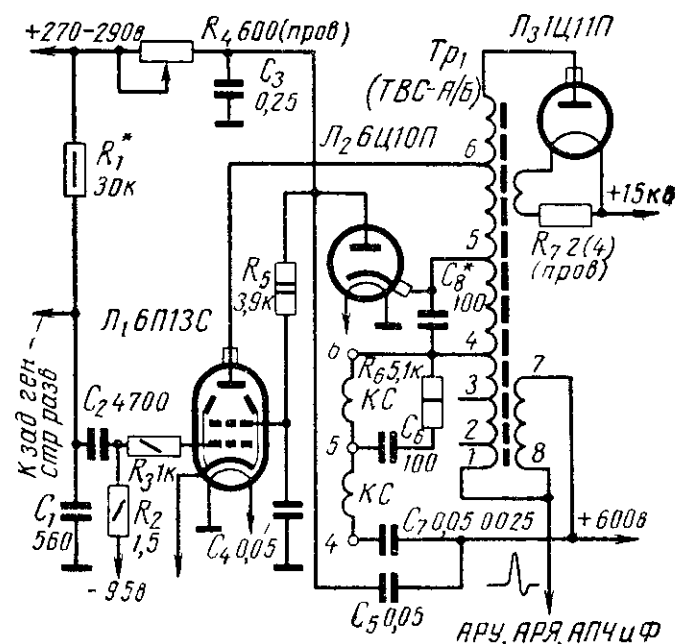 +270-290в
R4 600(пров)
Л3 1Ц11П
C3
0,25
Тр1
(ТВС-А/Б)
Л2 6Ц10П
R1*
30к
6
+15кв
5
R7 2(4)
(пров)
R5
3,9к
C8*
100
Л1 6П13С
К зад ген
стр разв
6
4
R6 5,1к
7
КС
3
C2 4700
5
C6
100
2
1
8
R3 1к
C1
560
R2
1,5
КС
C4 0,05
4
C7 0,05 0025
+600в
-95в
C5 0,05
АРУ, АРЯ, АПЧиФ